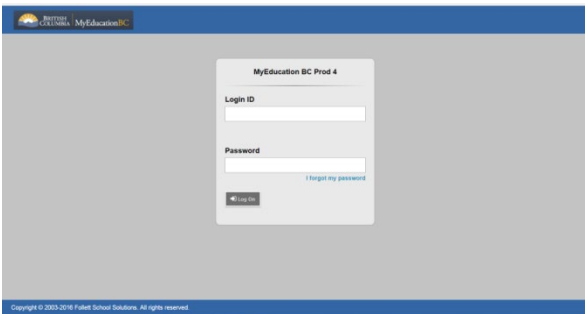 BRITISH
COLUMBIA MyEducationBC
MyEducation BC Prod 4
Login ID
Password
I forgot my password
Log On
Copyright © 2003-2016 Follett School Solutions. All rights reserved.